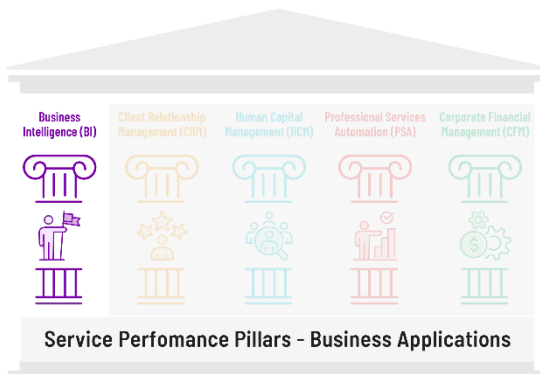 Business
Intelligence (BI)
Client Relationship
Management (CRM)
Human Capital
Management (HCM)
Professional Services
Automation (PSA)
Corporate Financial
Management (CFM)
$
Service Perfomance Pillars - Business Applications